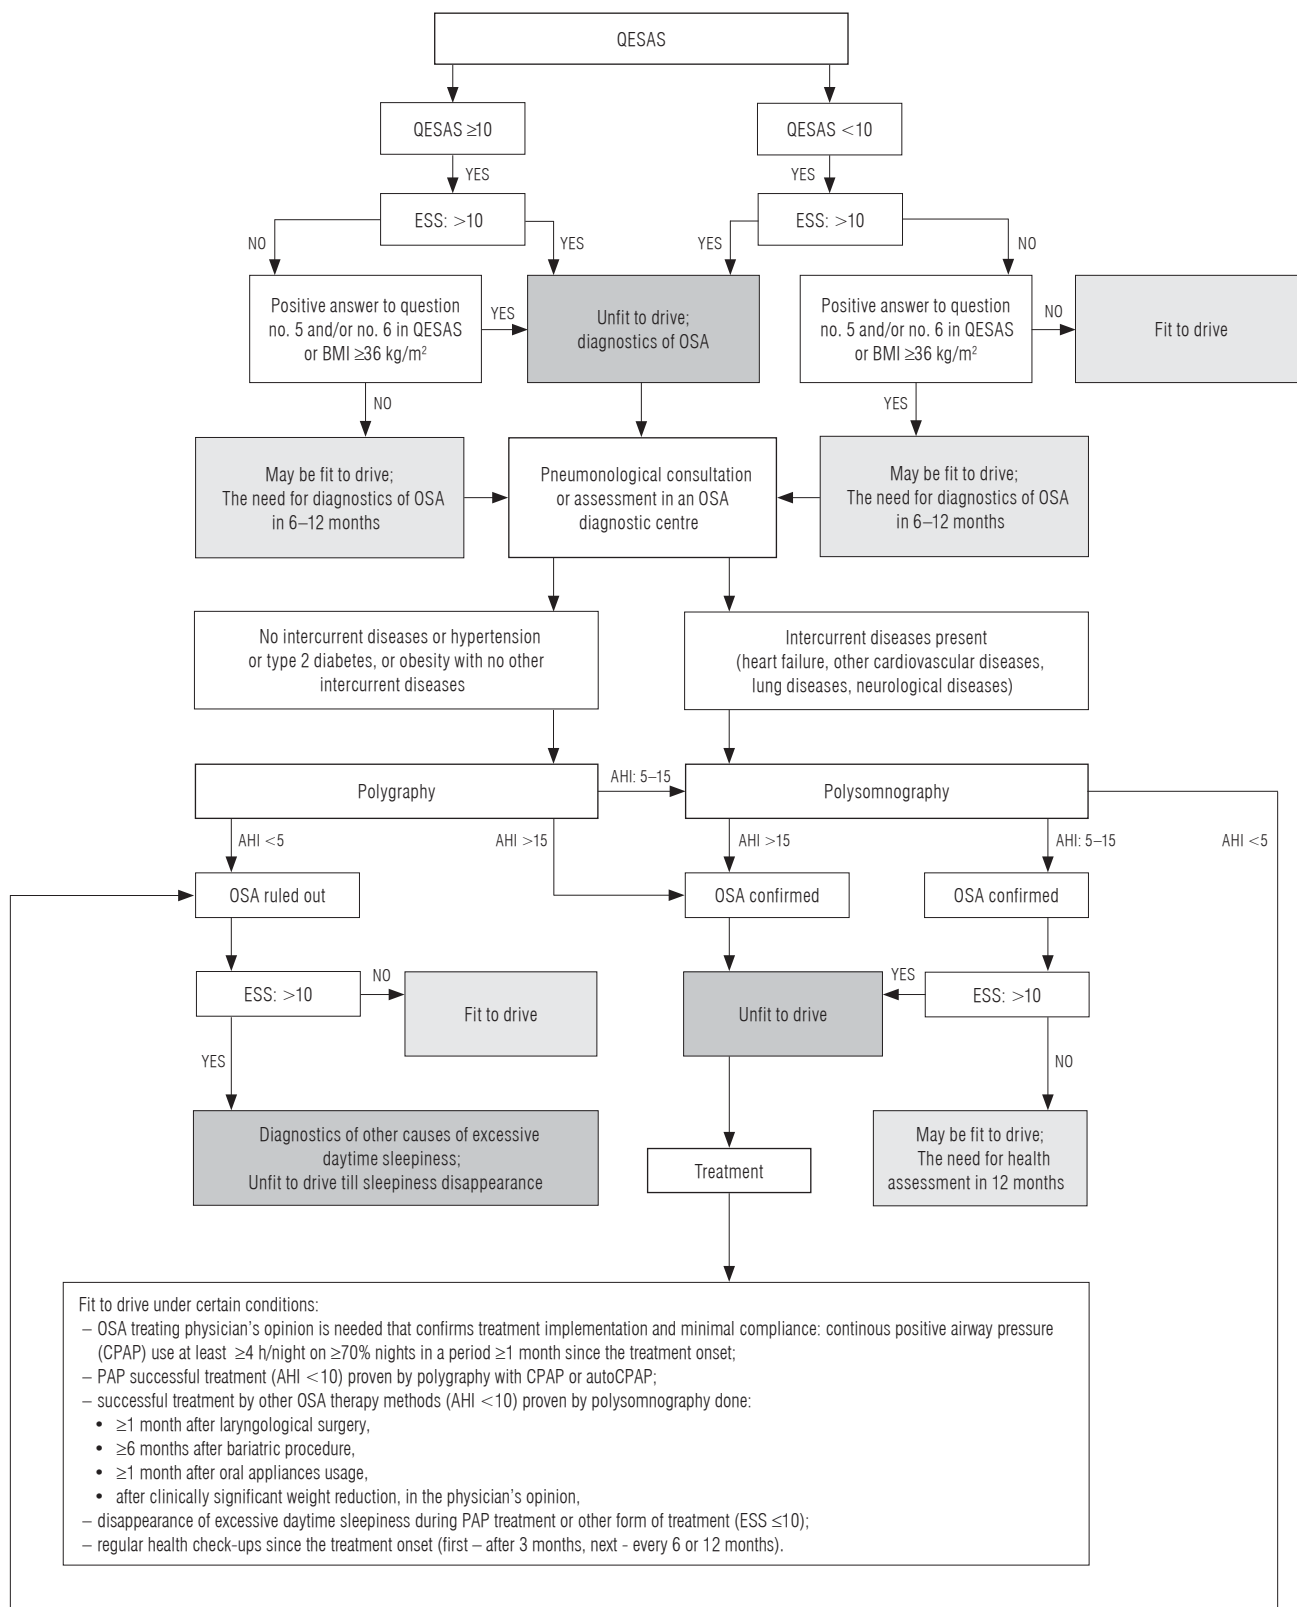 QESAS
QESAS ≥10
QESAS <10
YES
YES
ESS: >10
ESS: >10
NO
YES
YES
NO
Positive answer to question
no. 5 and/or no. 6 in QESAS
or BMI ≥36 kg/m²
YES
Unfit to drive;
diagnostics of OSA
Positive answer to question
no. 5 and/or no. 6 in QESAS
or BMI ≥36 kg/m²
NO
Fit to drive
NO
YES
May be fit to drive;
The need for diagnostics of OSA
in 6–12 months
Pneumonological consultation
or assessment in an OSA
diagnostic centre
May be fit to drive;
The need for diagnostics of OSA
in 6–12 months
No intercurrent diseases or hypertension
or type 2 diabetes, or obesity with no other
intercurrent diseases
Intercurrent diseases present
(heart failure, other cardiovascular diseases,
lung diseases, neurological diseases)
Polygraphy
AHI: 5–15
Polysomnography
AHI <5
AHI >15
AHI >15
AHI: 5–15
AHI <5
OSA ruled out
OSA confirmed
OSA confirmed
ESS: >10
NO
Fit to drive
Unfit to drive
YES
ESS: >10
YES
NO
Diagnostics of other causes of excessive
daytime sleepiness;
Unfit to drive till sleepiness disappearance
Treatment
May be fit to drive;
The need for health
assessment in 12 months
Fit to drive under certain conditions:
– OSA treating physician's opinion is needed that confirms treatment implementation and minimal compliance: continous positive airway pressure
(CPAP) use at least ≥4 h/night on ≥70% nights in a period ≥1 month since the treatment onset;
– PAP successful treatment (AHI <10) proven by polygraphy with CPAP or autoCPAP;
– successful treatment by other OSA therapy methods (AHI <10) proven by polysomnography done:
• ≥1 month after laryngological surgery,
• ≥6 months after bariatric procedure,
• ≥1 month after oral appliances usage,
• after clinically significant weight reduction, in the physician's opinion,
– disappearance of excessive daytime sleepiness during PAP treatment or other form of treatment (ESS ≤10);
– regular health check-ups since the treatment onset (first – after 3 months, next - every 6 or 12 months).